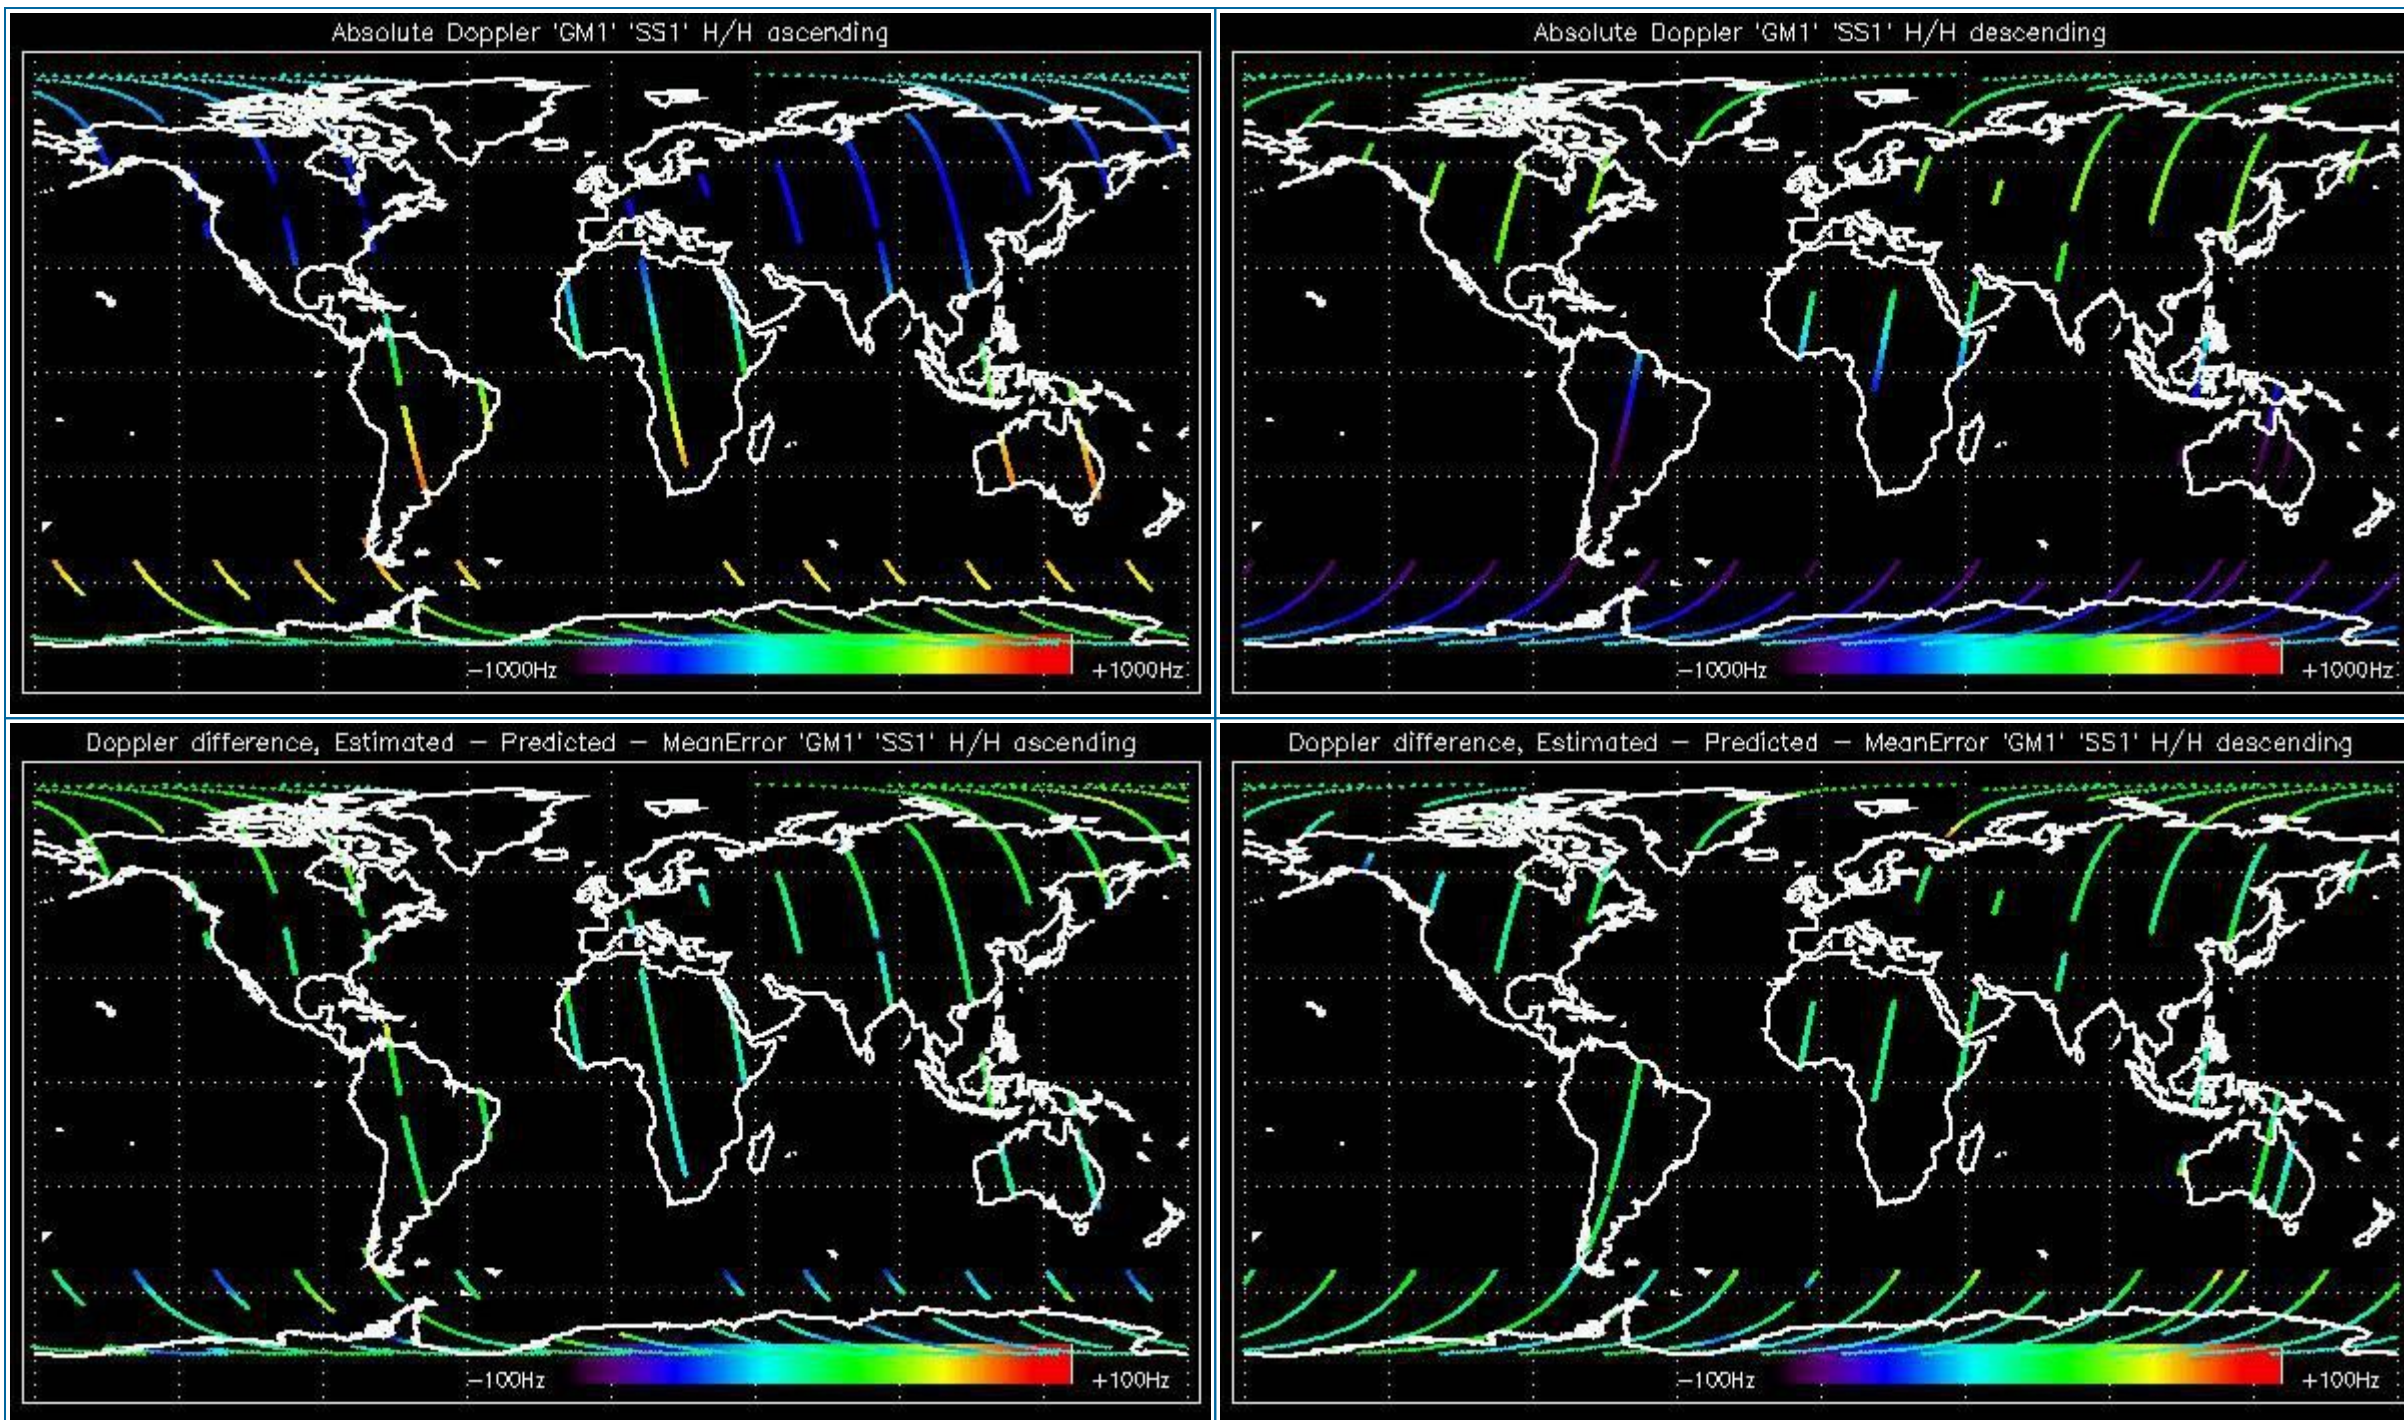 Absolute Doppler 'GM1' 'SS1' H/H ascending
−1000Hz +1000Hz
Absolute Doppler 'GM1' 'SS1' H/H descending
−1000Hz +1000Hz
Doppler difference, Estimated − Predicted − MeanError 'GM1' 'SS1' H/H ascending
−100Hz +100Hz
Doppler difference, Estimated − Predicted − MeanError 'GM1' 'SS1' H/H descending
−100Hz +100Hz